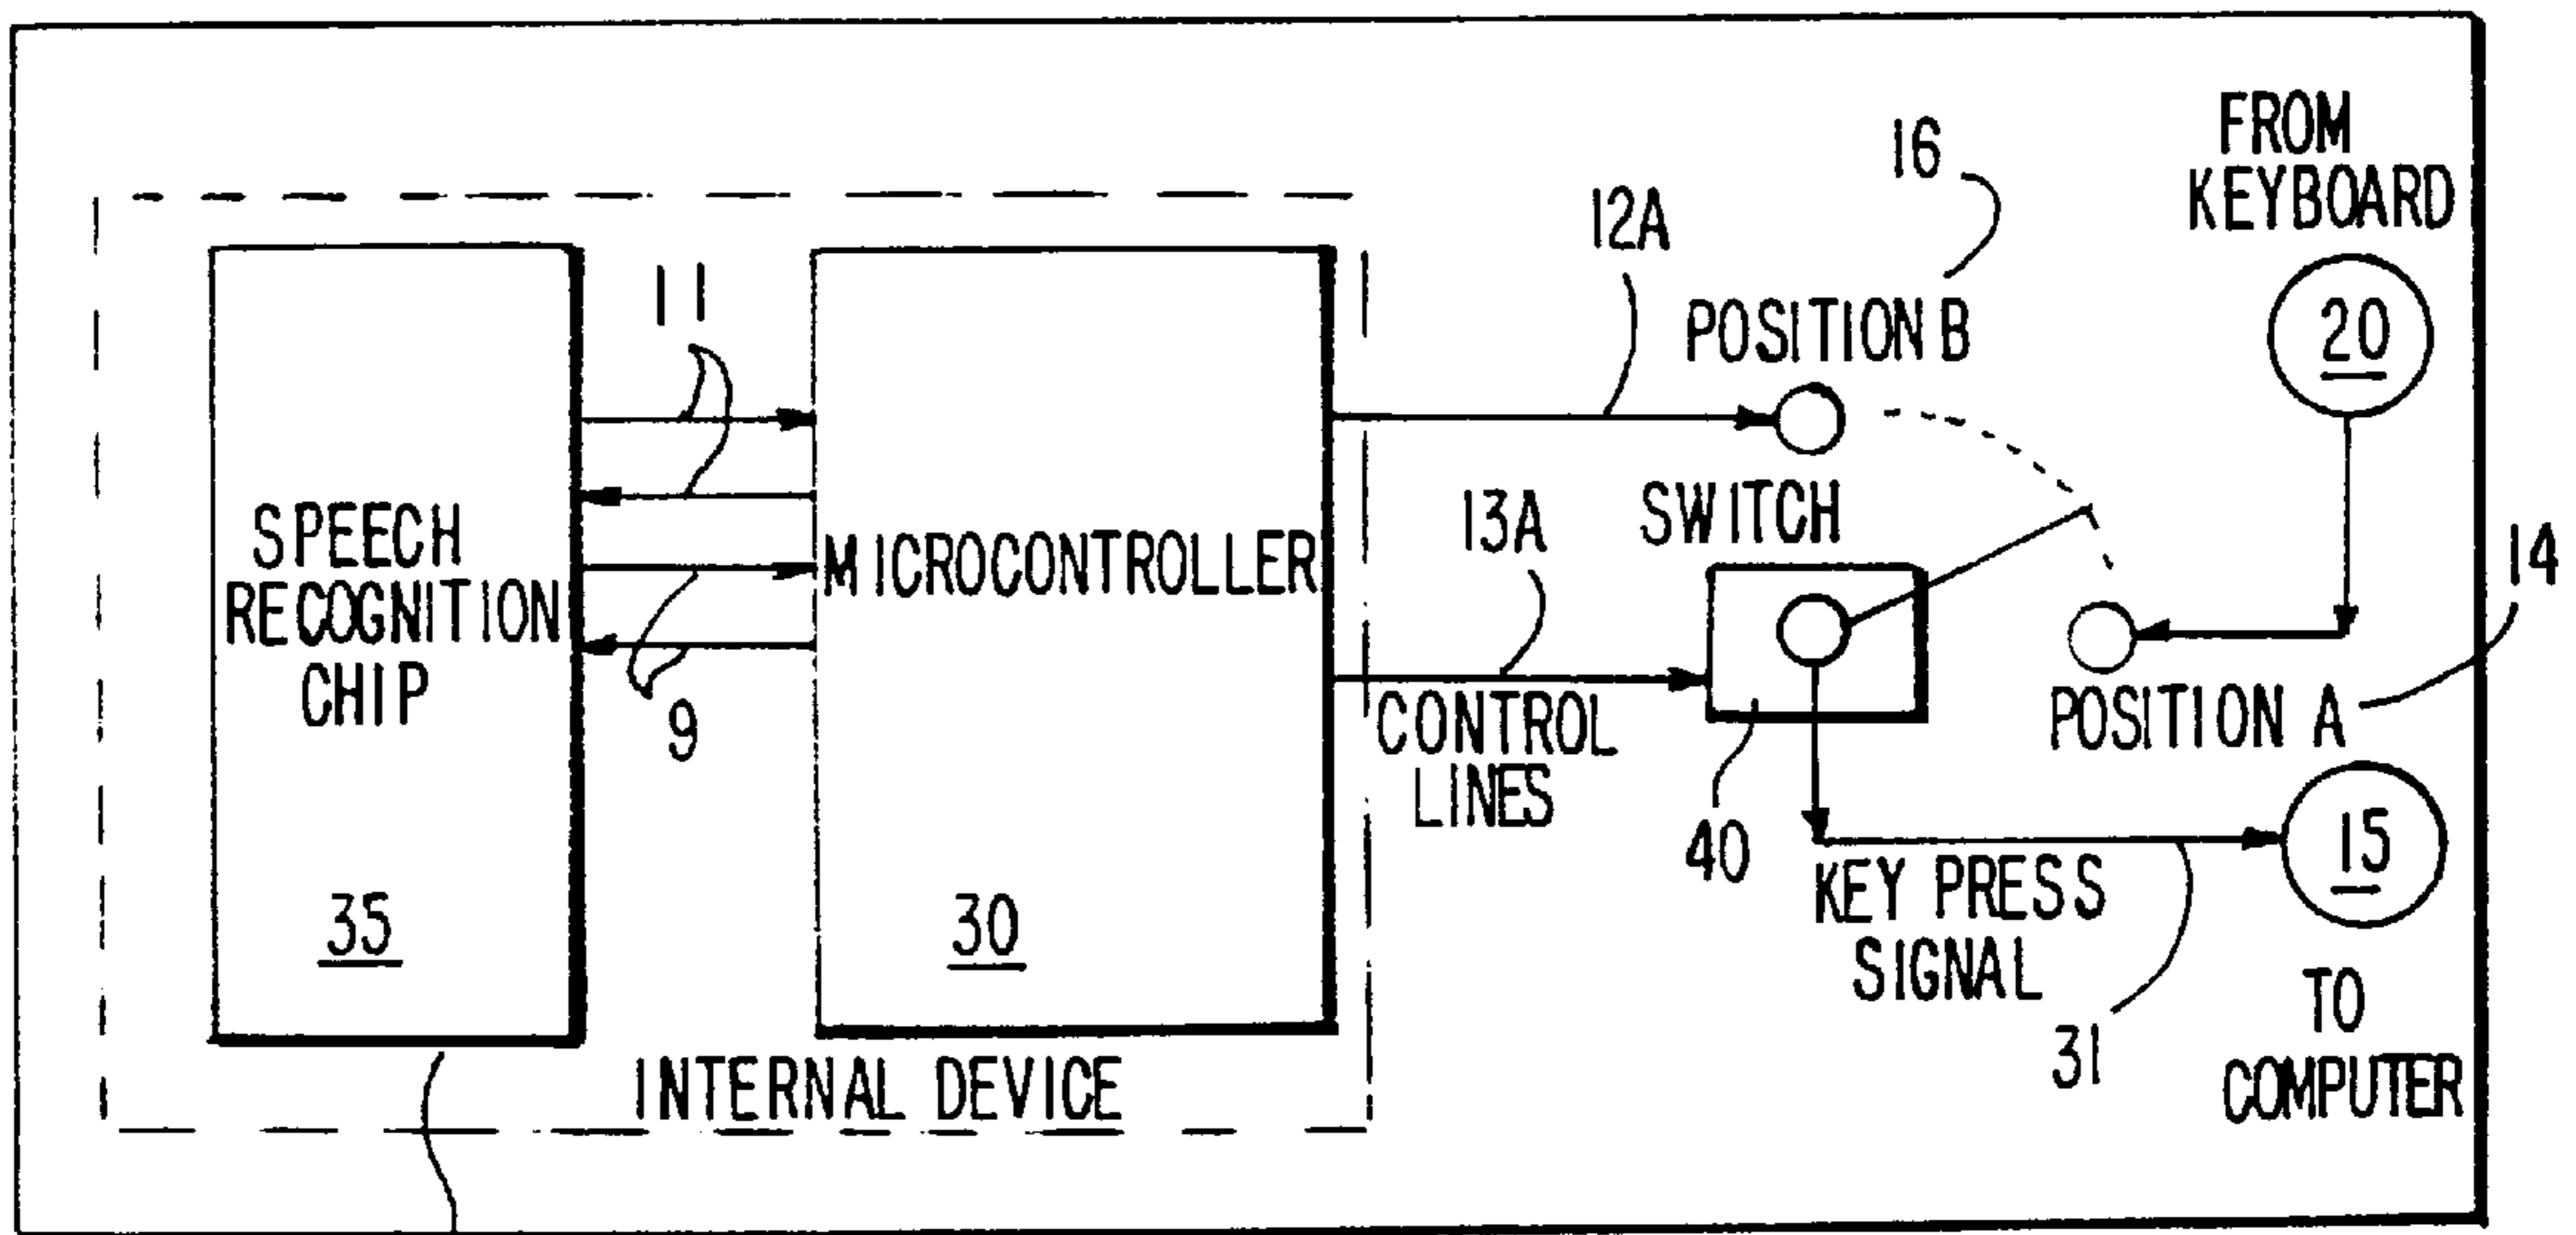 FROM
KEYBOARD
20
16
12A
POSITION B
11
SWITCH
13A
14
SPEECH
RECOGNITION
CHIP
MICROCONTROLLER
9
CONTROL
LINES
POSITION A
40
15
KEY PRESS
SIGNAL
35
30
31
TO
COMPUTER
INTERNAL DEVICE